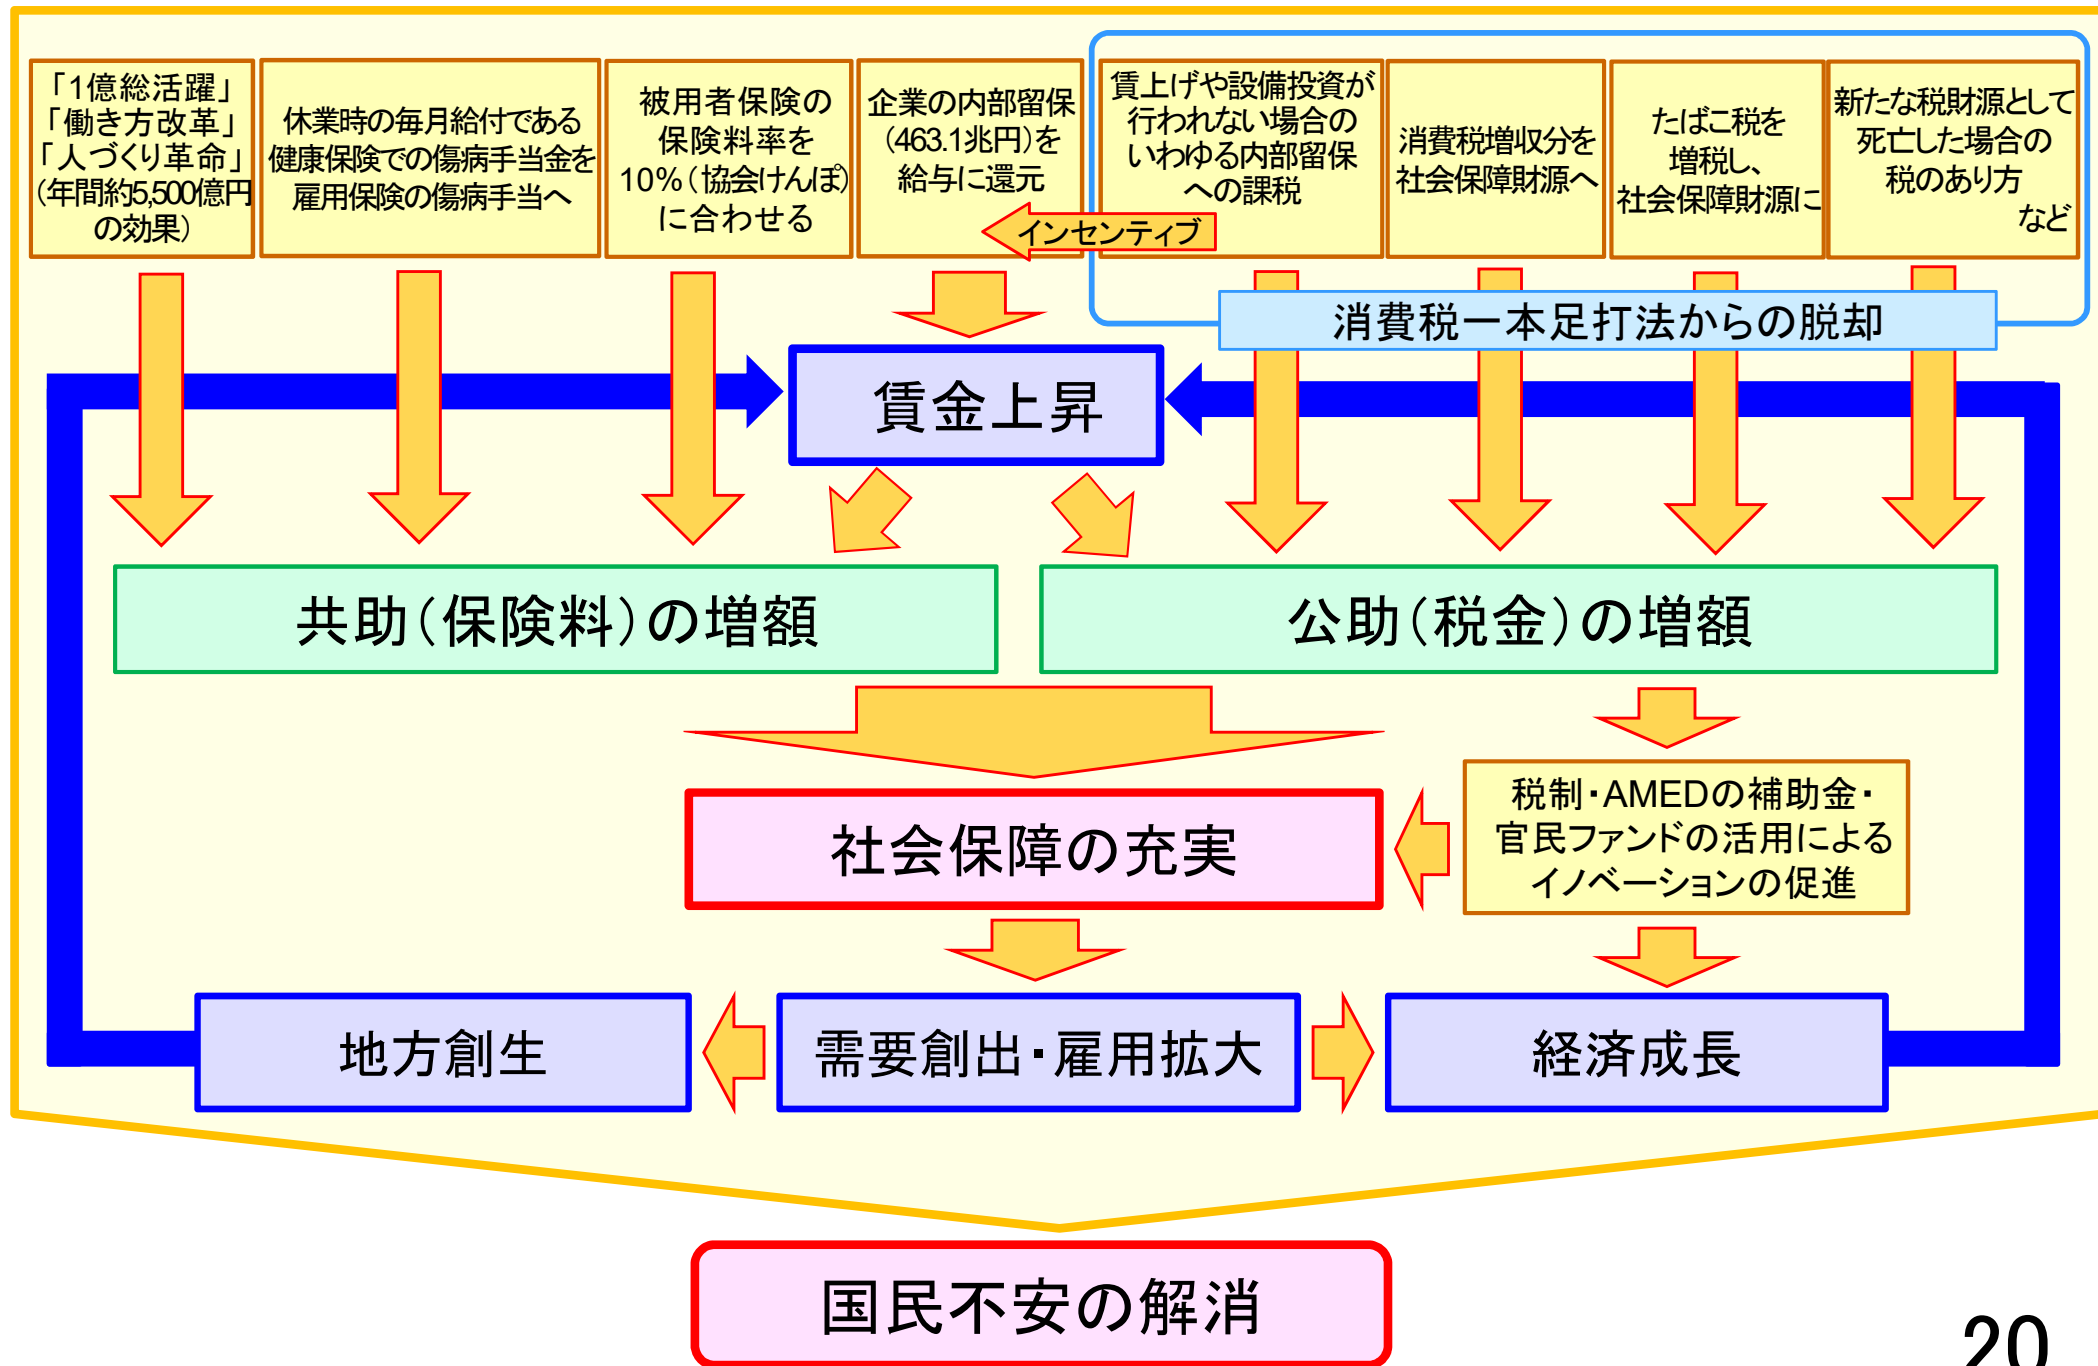 「1億総活躍」
「働き方改革」
「人づくり革命」
(年間約5,500億円
の効果)
休業時の毎月給付である
健康保険での傷病手当金を
雇用保険の傷病手当へ
被用者保険の
保険料率を
10%(協会けんぽ)
に合わせる
企業の内部留保
(463.1兆円)を
給与に還元
賃上げや設備投資が
行われない場合の
いわゆる内部留保
への課税
消費税増収分を
社会保障財源へ
たばこ税を
増税し、
社会保障財源に
新たな税財源として
死亡した場合の
税のあり方
など
インセンティブ
消費税一本足打法からの脱却
賃金上昇
共助(保険料)の増額
公助(税金)の増額
社会保障の充実
税制・AMEDの補助金・
官民ファンドの活用による
イノベーションの促進
地方創生
需要創出・雇用拡大
経済成長
国民不安の解消
20